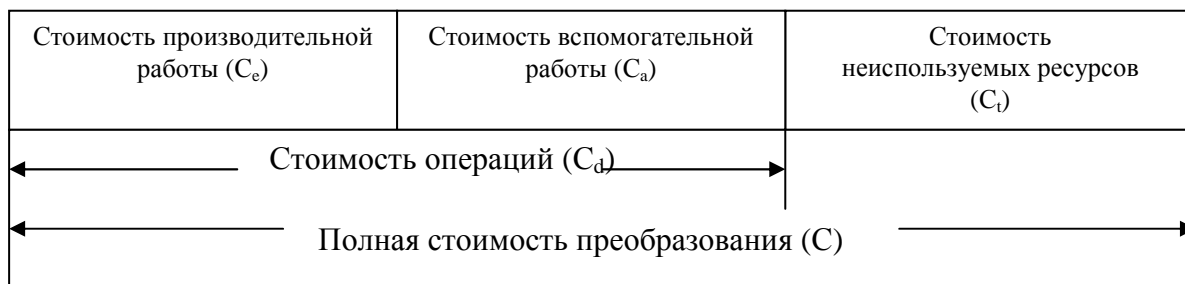 Стоимость производительной
работы (Cₑ)
Стоимость вспомогательной
работы (Cₐ)
Стоимость
неиспользуемых ресурсов
(Cₜ)
Стоимость операций (C_d)
Полная стоимость преобразования (C)